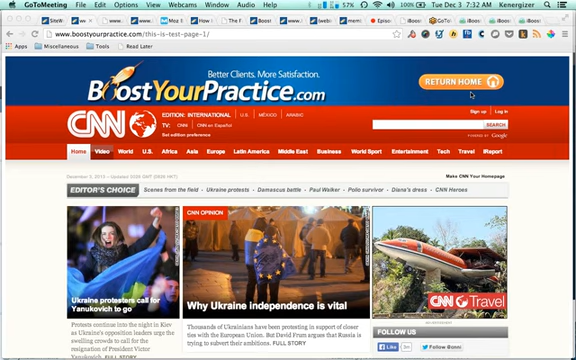 GoToMeeting File Edit Options View Webcams Audio 57% Tue Dec 3 7:32 AM Kenergizer
www.boostyourpractice.com/this-is-test-page-1/
Apps Miscellaneous Tools Read Later
Better Clients. More Satisfaction.
BoostYourPractice.com
RETURN HOME
CNN
EDITION: INTERNATIONAL U.S. MÉXICO ARABIC
TV: CNN CNN en Español
Set edition preference
Sign up Log in
SEARCH
POWERED BY Google
Home Video World U.S. Africa Asia Europe Latin America Middle East Business World Sport Entertainment Tech Travel iReport
Make CNN Your Homepage
EDITOR'S CHOICE Scenes from the field Ukraine protests Damascus battle Paul Walker Polio survivor Diana's dress CNN Heroes
Ukraine protesters call for
Yanukovich to go
Protests continue into the night in Kiev
as Ukraine's opposition leaders urge
the swelling crowds to call for the
resignation of President Victor
Yanukovych. FULL STORY
CNN OPINION
Why Ukraine independence is vital
Thousands of Ukrainians have been protesting in support of closer
ties with the European Union. But David Frum argues that Russia is
trying to subvert their ambitions. FULL STORY
CNN Travel
ADVERTISEMENT
FOLLOW US
Like
Follow @cnni